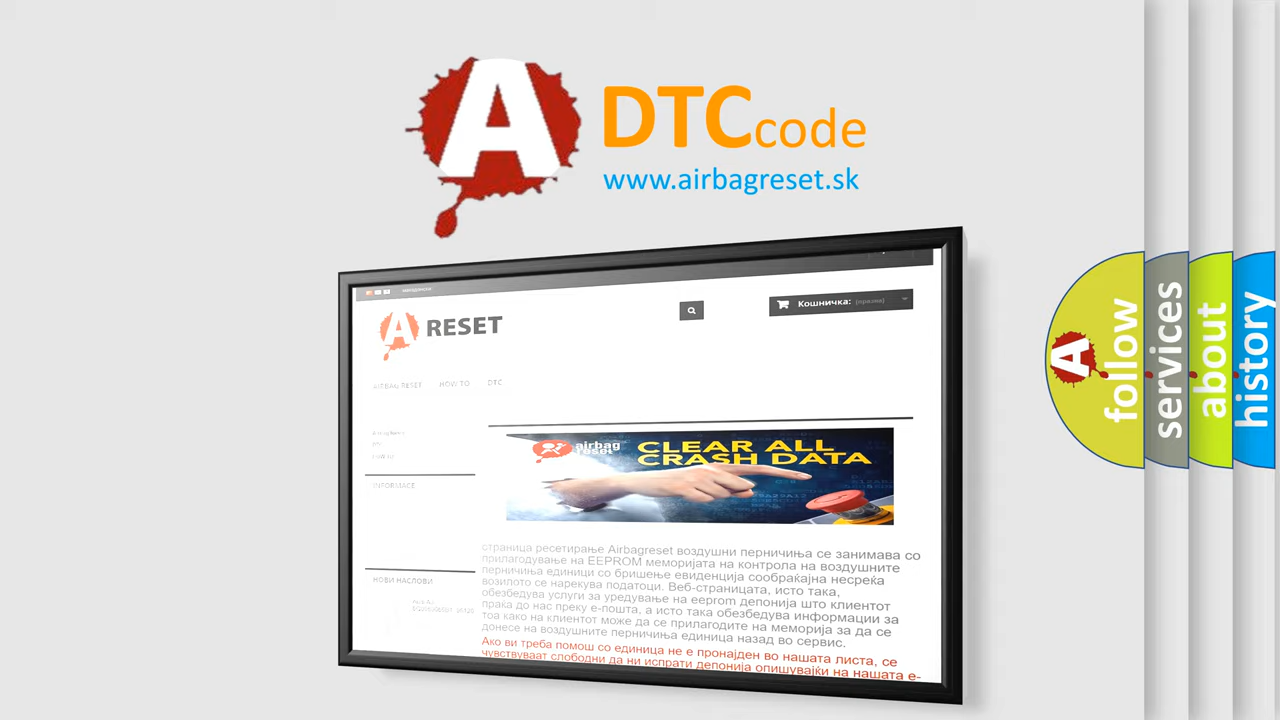 A
DTCcode
www.airbagreset.sk
A RESET
Кошничка: (празни)
AIRBAG RESET HOW TO DTC
airbag
reset
CLEAR ALL
CRASH DATA
INFORMACE
НОВИ НАСЛОВИ
страница ресетирање Airbagreset воздушни перничиња се занимава со
прилагодување на EEPROM меморијата на контрола на воздушните
перничиња единици со бришење евиденција сообраќајна несреќа
возилото се нарекува податоци. Веб-страницата, исто така,
обезбедува услуги за уредување на eeprom депонија што клиентот
праќа до нас преку е-пошта, а исто така обезбедува информации за
тоа како на клиентот може да се прилагодите на меморија за да се
донесе на воздушните перничиња единица назад во сервис.
Ако ви треба помош со единица не е пронајден во нашата листа, се
чувствуваат слободни да ни испрати депонија опишувајќи на нашата е-
A
follow
services
about
history